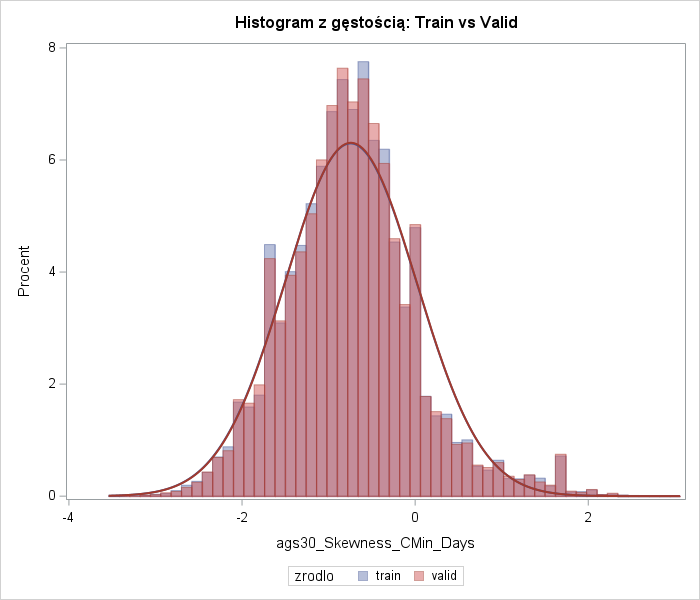 Histogram z gęstością: Train vs Valid
Procent
8
6
4
2
0
-4
-2
0
2
ags30_Skewness_CMin_Days
zrodlo train valid